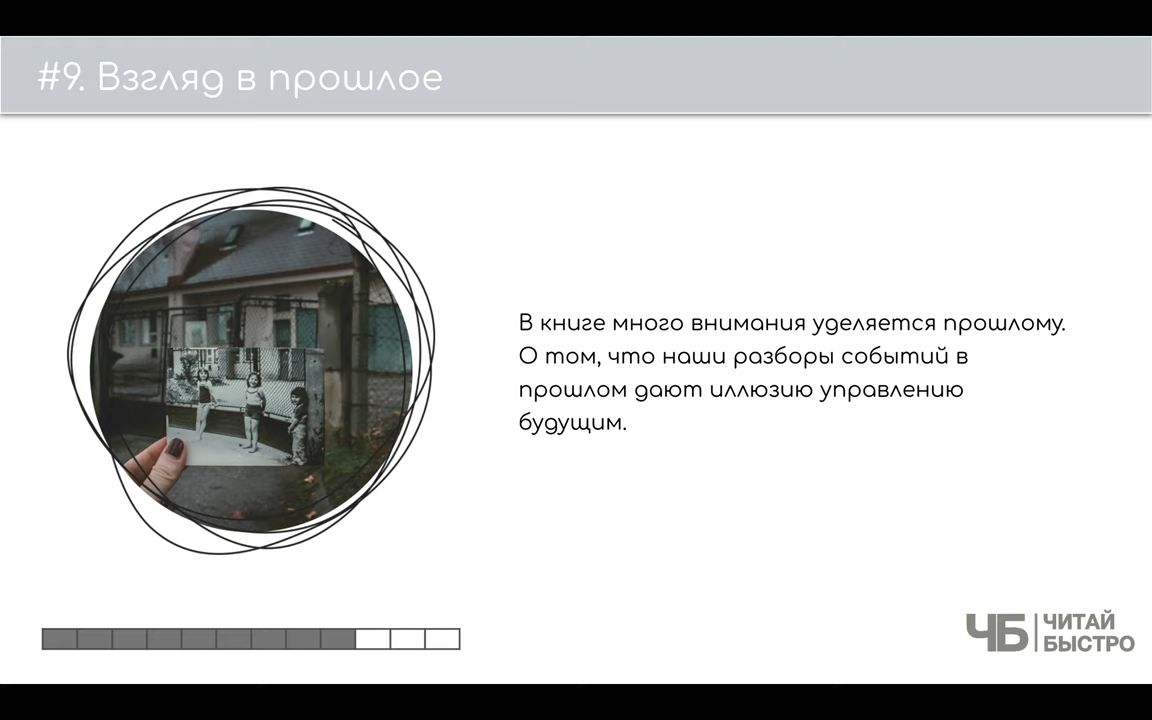 #9. Взгляд в прошлое
В книге много внимания уделяется прошлому.
О том, что наши разборы событий в
прошлом дают иллюзию управлению
будущим.
ЧБ
ЧИТАЙ
БЫСТРО